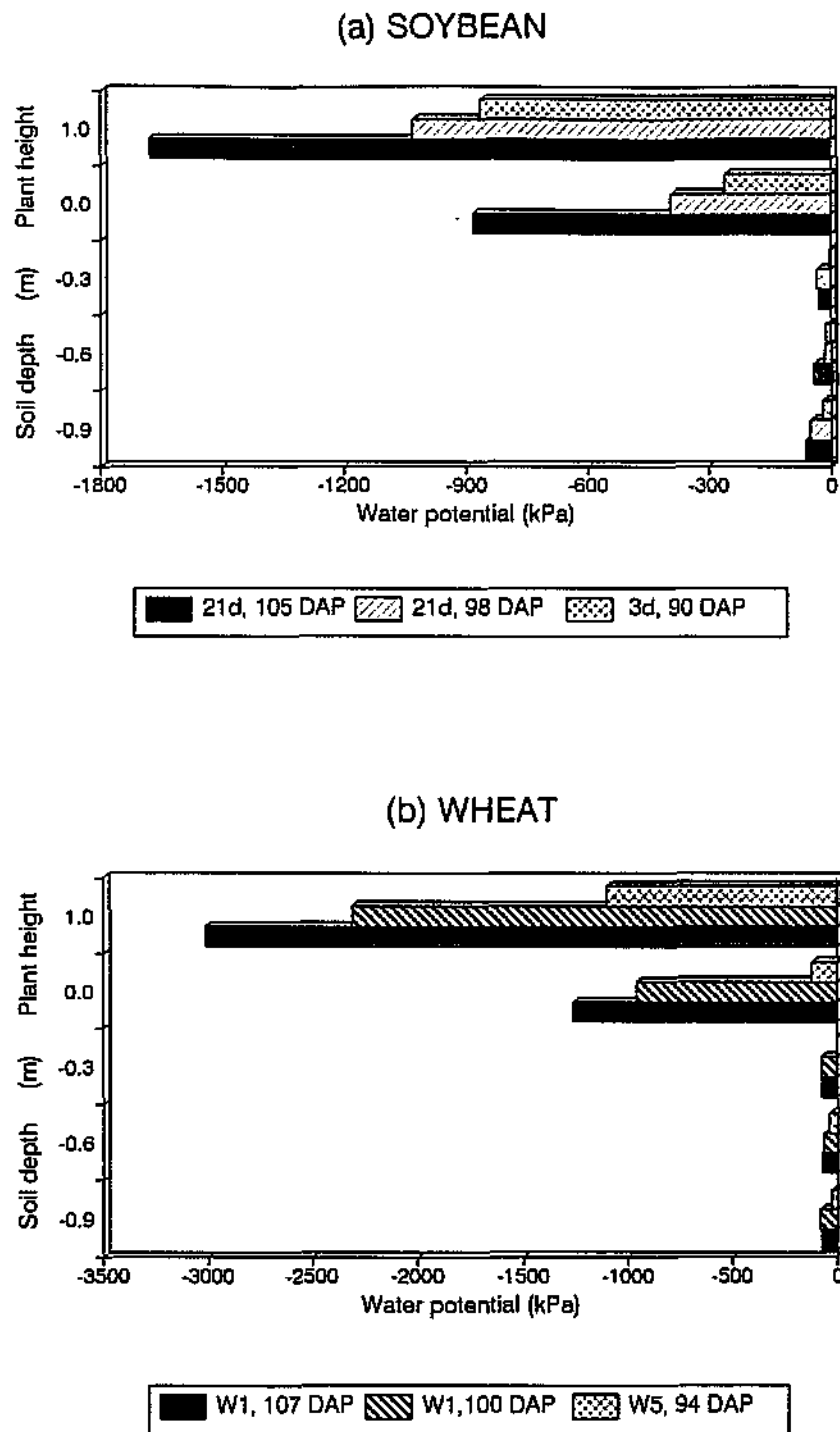 (a) SOYBEAN
Plant height
(m)
Soil depth
1.0
0.0
-0.3
-0.6
-0.9
-1800 -1500 -1200 -900 -600 -300 0
Water potential (kPa)
21d, 105 DAP 21d, 98 DAP 3d, 90 DAP
(b) WHEAT
Plant height
(m)
Soil depth
1.0
0.0
-0.3
-0.6
-0.9
-3500 -3000 -2500 -2000 -1500 -1000 -500 0
Water potential (kPa)
W1, 107 DAP W1,100 DAP W5, 94 DAP